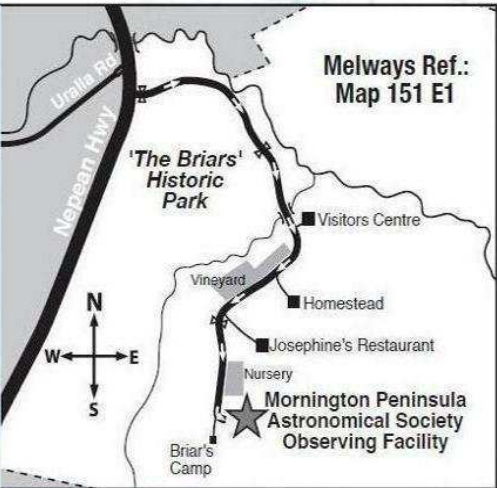 Melways Ref.:
Map 151 E1
Uralla Rd
Nepean Hwy
'The Briars'
Historic
Park
Visitors Centre
Vineyard
Homestead
N
W
E
S
Josephine's Restaurant
Nursery
Mornington Peninsula
Astronomical Society
Observing Facility
Briar's
Camp